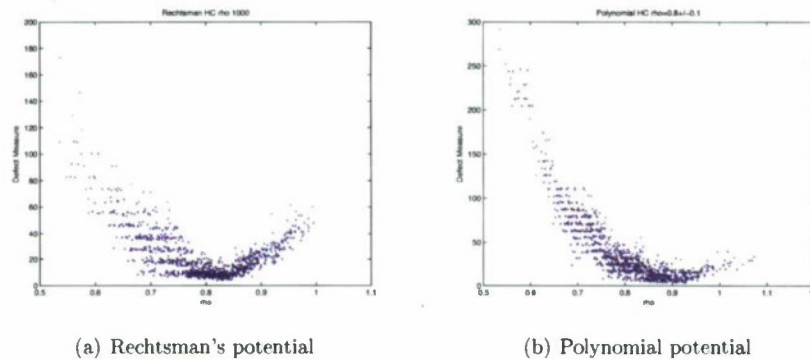 Rechtsman HC rho 1000
200
180
160
140
120
100
80
60
40
20
0
Defect Measure
0.5 0.6 0.7 0.8 0.9 1 1.1
rho
(a) Rechtsman's potential
Polynomial HC rho=0.8+/-0.1
300
250
200
150
100
50
0
Defect Measure
0.5 0.6 0.7 0.8 0.9 1 1.1
rho
(b) Polynomial potential